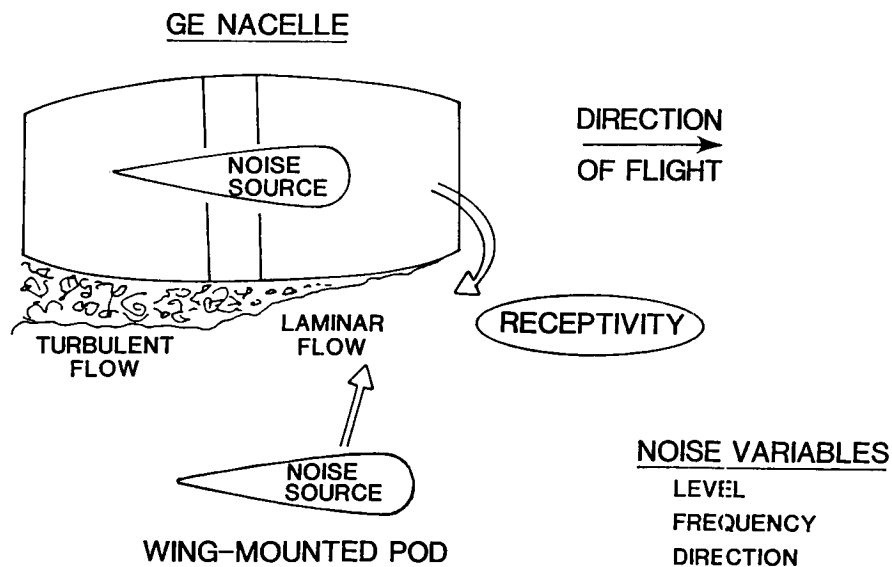 GE NACELLE
NOISE
SOURCE
DIRECTION
OF FLIGHT
RECEPTIVITY
TURBULENT
FLOW
LAMINAR
FLOW
NOISE
SOURCE
WING-MOUNTED POD
NOISE VARIABLES
LEVEL
FREQUENCY
DIRECTION